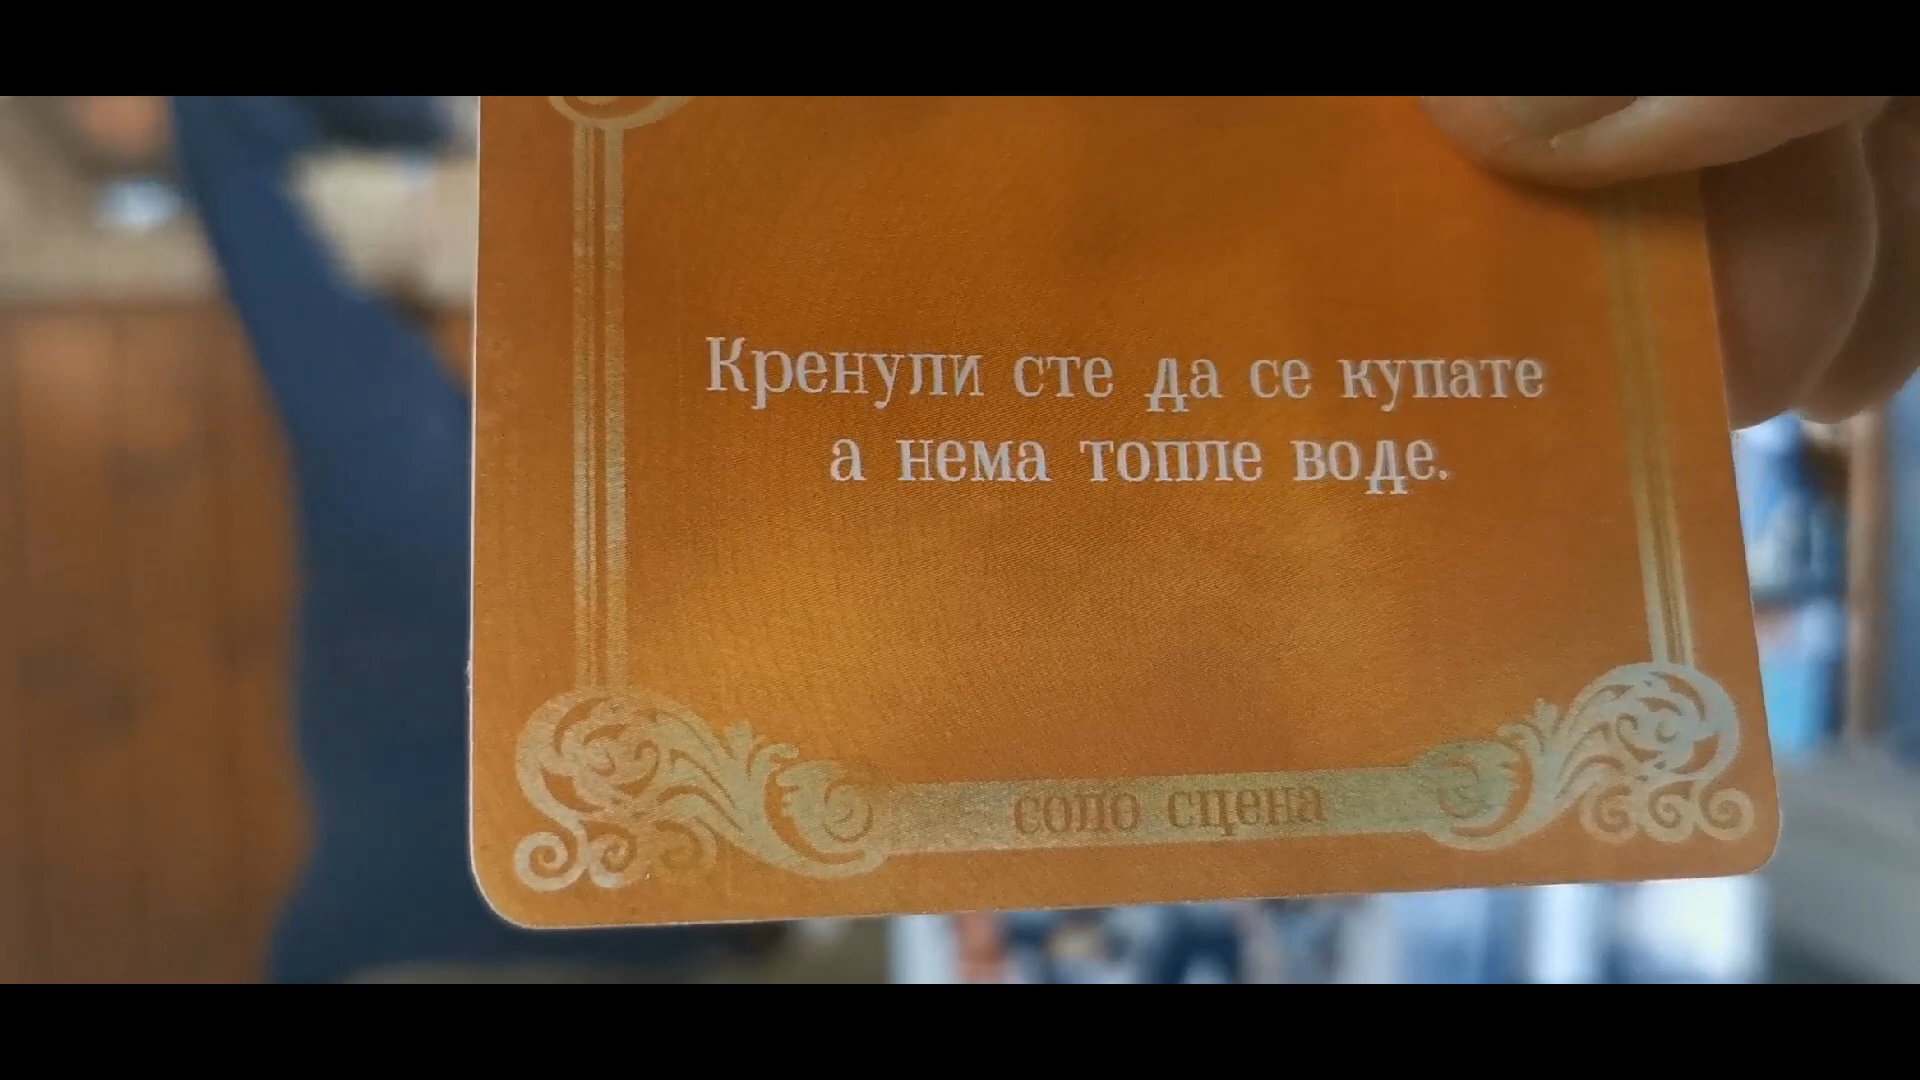 Кренули сте да се купате
а нема топле воде.
соло сцена